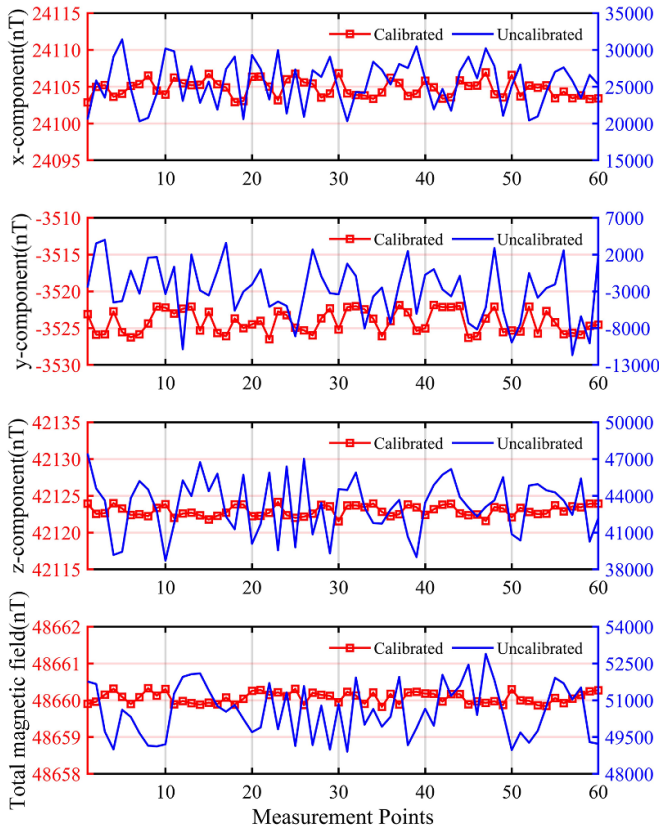 x-component(nT)
24115
24110
24105
24100
24095
Calibrated
Uncalibrated
35000
30000
25000
20000
15000
10 20 30 40 50 60
y-component(nT)
-3510
-3515
-3520
-3525
-3530
Calibrated
Uncalibrated
7000
2000
-3000
-8000
-13000
10 20 30 40 50 60
z-component(nT)
42135
42130
42125
42120
42115
Calibrated
Uncalibrated
50000
47000
44000
41000
38000
10 20 30 40 50 60
Total magnetic field(nT)
48662
48661
48660
48659
48658
Calibrated
Uncalibrated
54000
52500
51000
49500
48000
10 20 30 40 50 60
Measurement Points